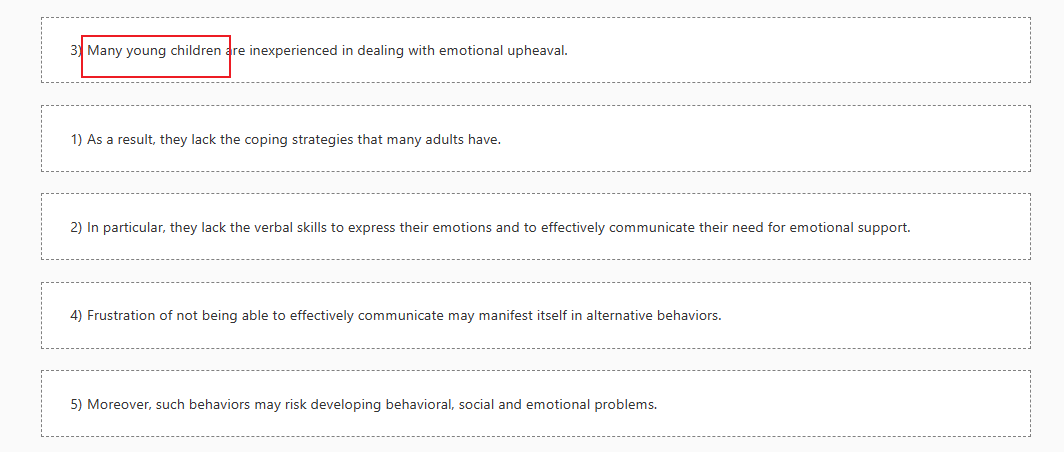 3) Many young children are inexperienced in dealing with emotional upheaval.
1) As a result, they lack the coping strategies that many adults have.
2) In particular, they lack the verbal skills to express their emotions and to effectively communicate their need for emotional support.
4) Frustration of not being able to effectively communicate may manifest itself in alternative behaviors.
5) Moreover, such behaviors may risk developing behavioral, social and emotional problems.